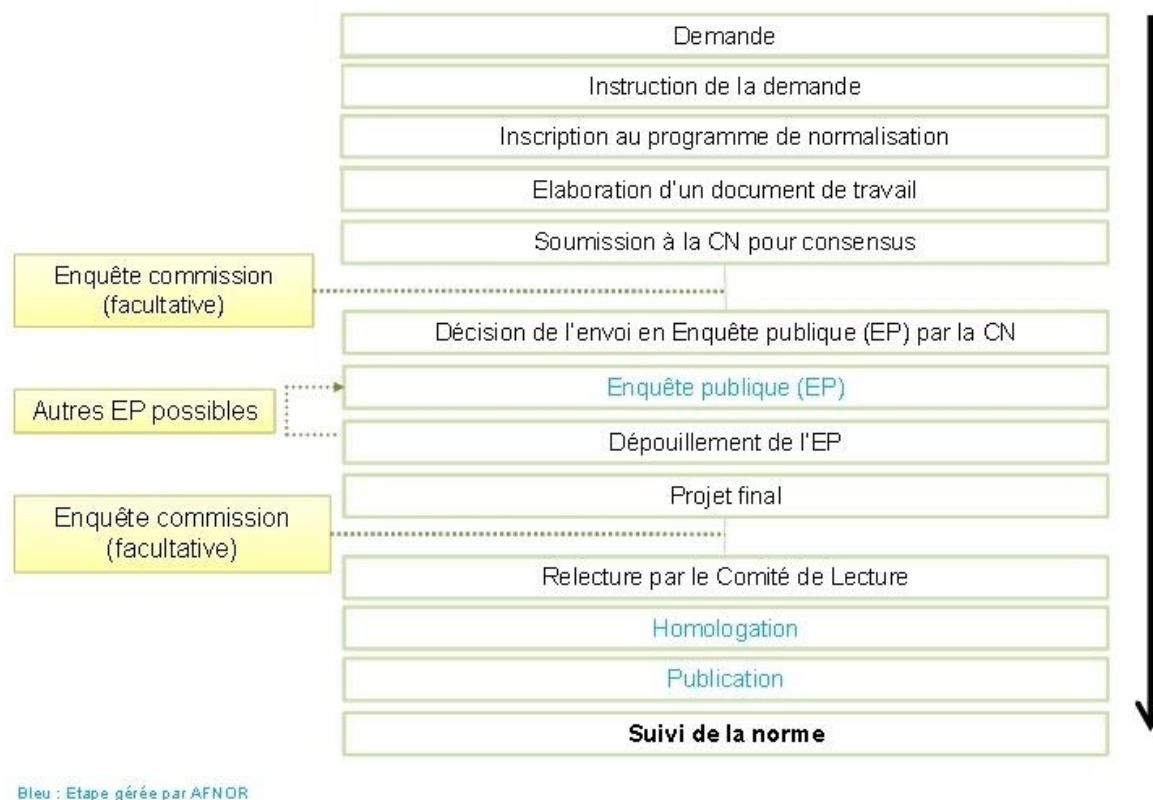 Demande
Instruction de la demande
Inscription au programme de normalisation
Elaboration d'un document de travail
Soumission à la CN pour consensus
Enquête commission
(facultative)
Décision de l'envoi en Enquête publique (EP) par la CN
Enquête publique (EP)
Autres EP possibles
Dépouillement de l'EP
Projet final
Enquête commission
(facultative)
Relecture par le Comité de Lecture
Homologation
Publication
Suivi de la norme
Bleu : Etape gérée par AFNOR